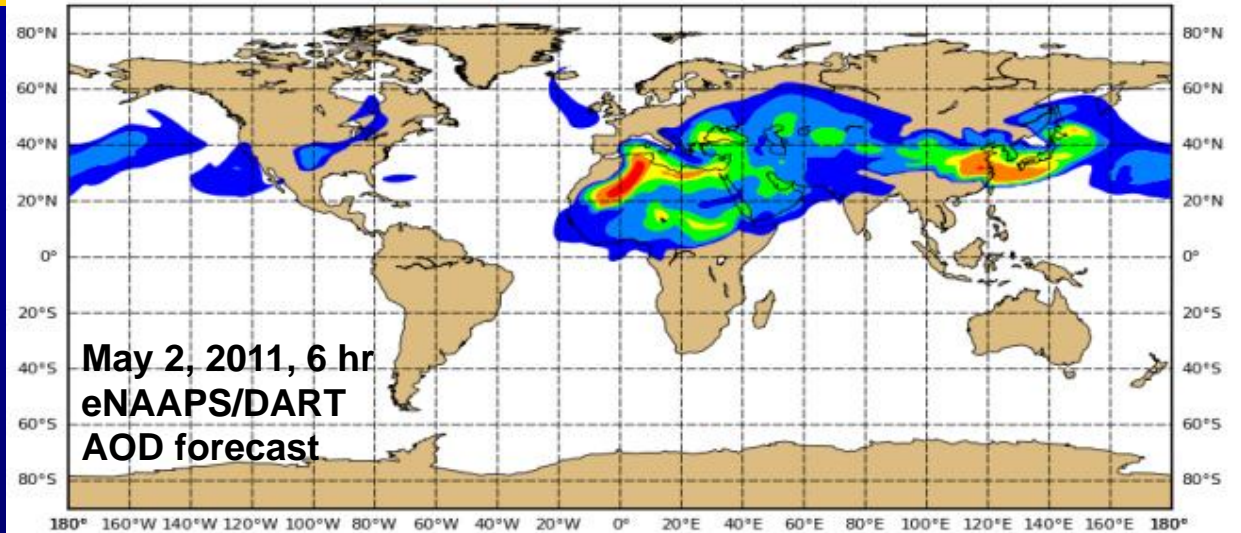 80°N 80°N
60°N 60°N
40°N 40°N
20°N 20°N
0° 0°
20°S 20°S
May 2, 2011, 6 hr
40°S 40°S
eNAAPS/DART
60°S 60°S
AOD forecast
80°S 80°S
180° 160°W 140°W 120°W 100°W 80°W 60°W 40°W 20°W 0° 20°E 40°E 60°E 80°E 100°E 120°E 140°E 160°E 180°